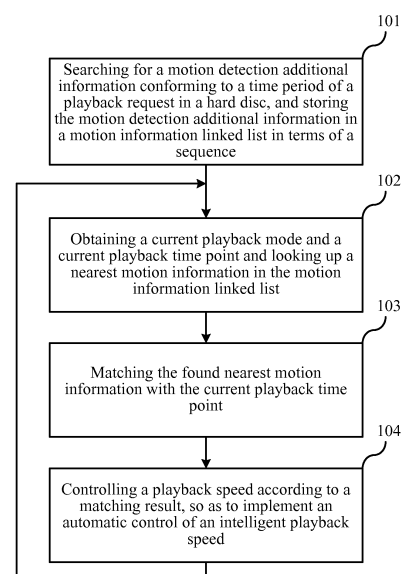 101
Searching for a motion detection additional
information conforming to a time period of a
playback request in a hard disc, and storing
the motion detection additional information in
a motion information linked list in terms of a
sequence
102
Obtaining a current playback mode and a
current playback time point and looking up a
nearest motion information in the motion
information linked list
103
Matching the found nearest motion
information with the current playback time
point
104
Controlling a playback speed according to a
matching result, so as to implement an
automatic control of an intelligent playback
speed